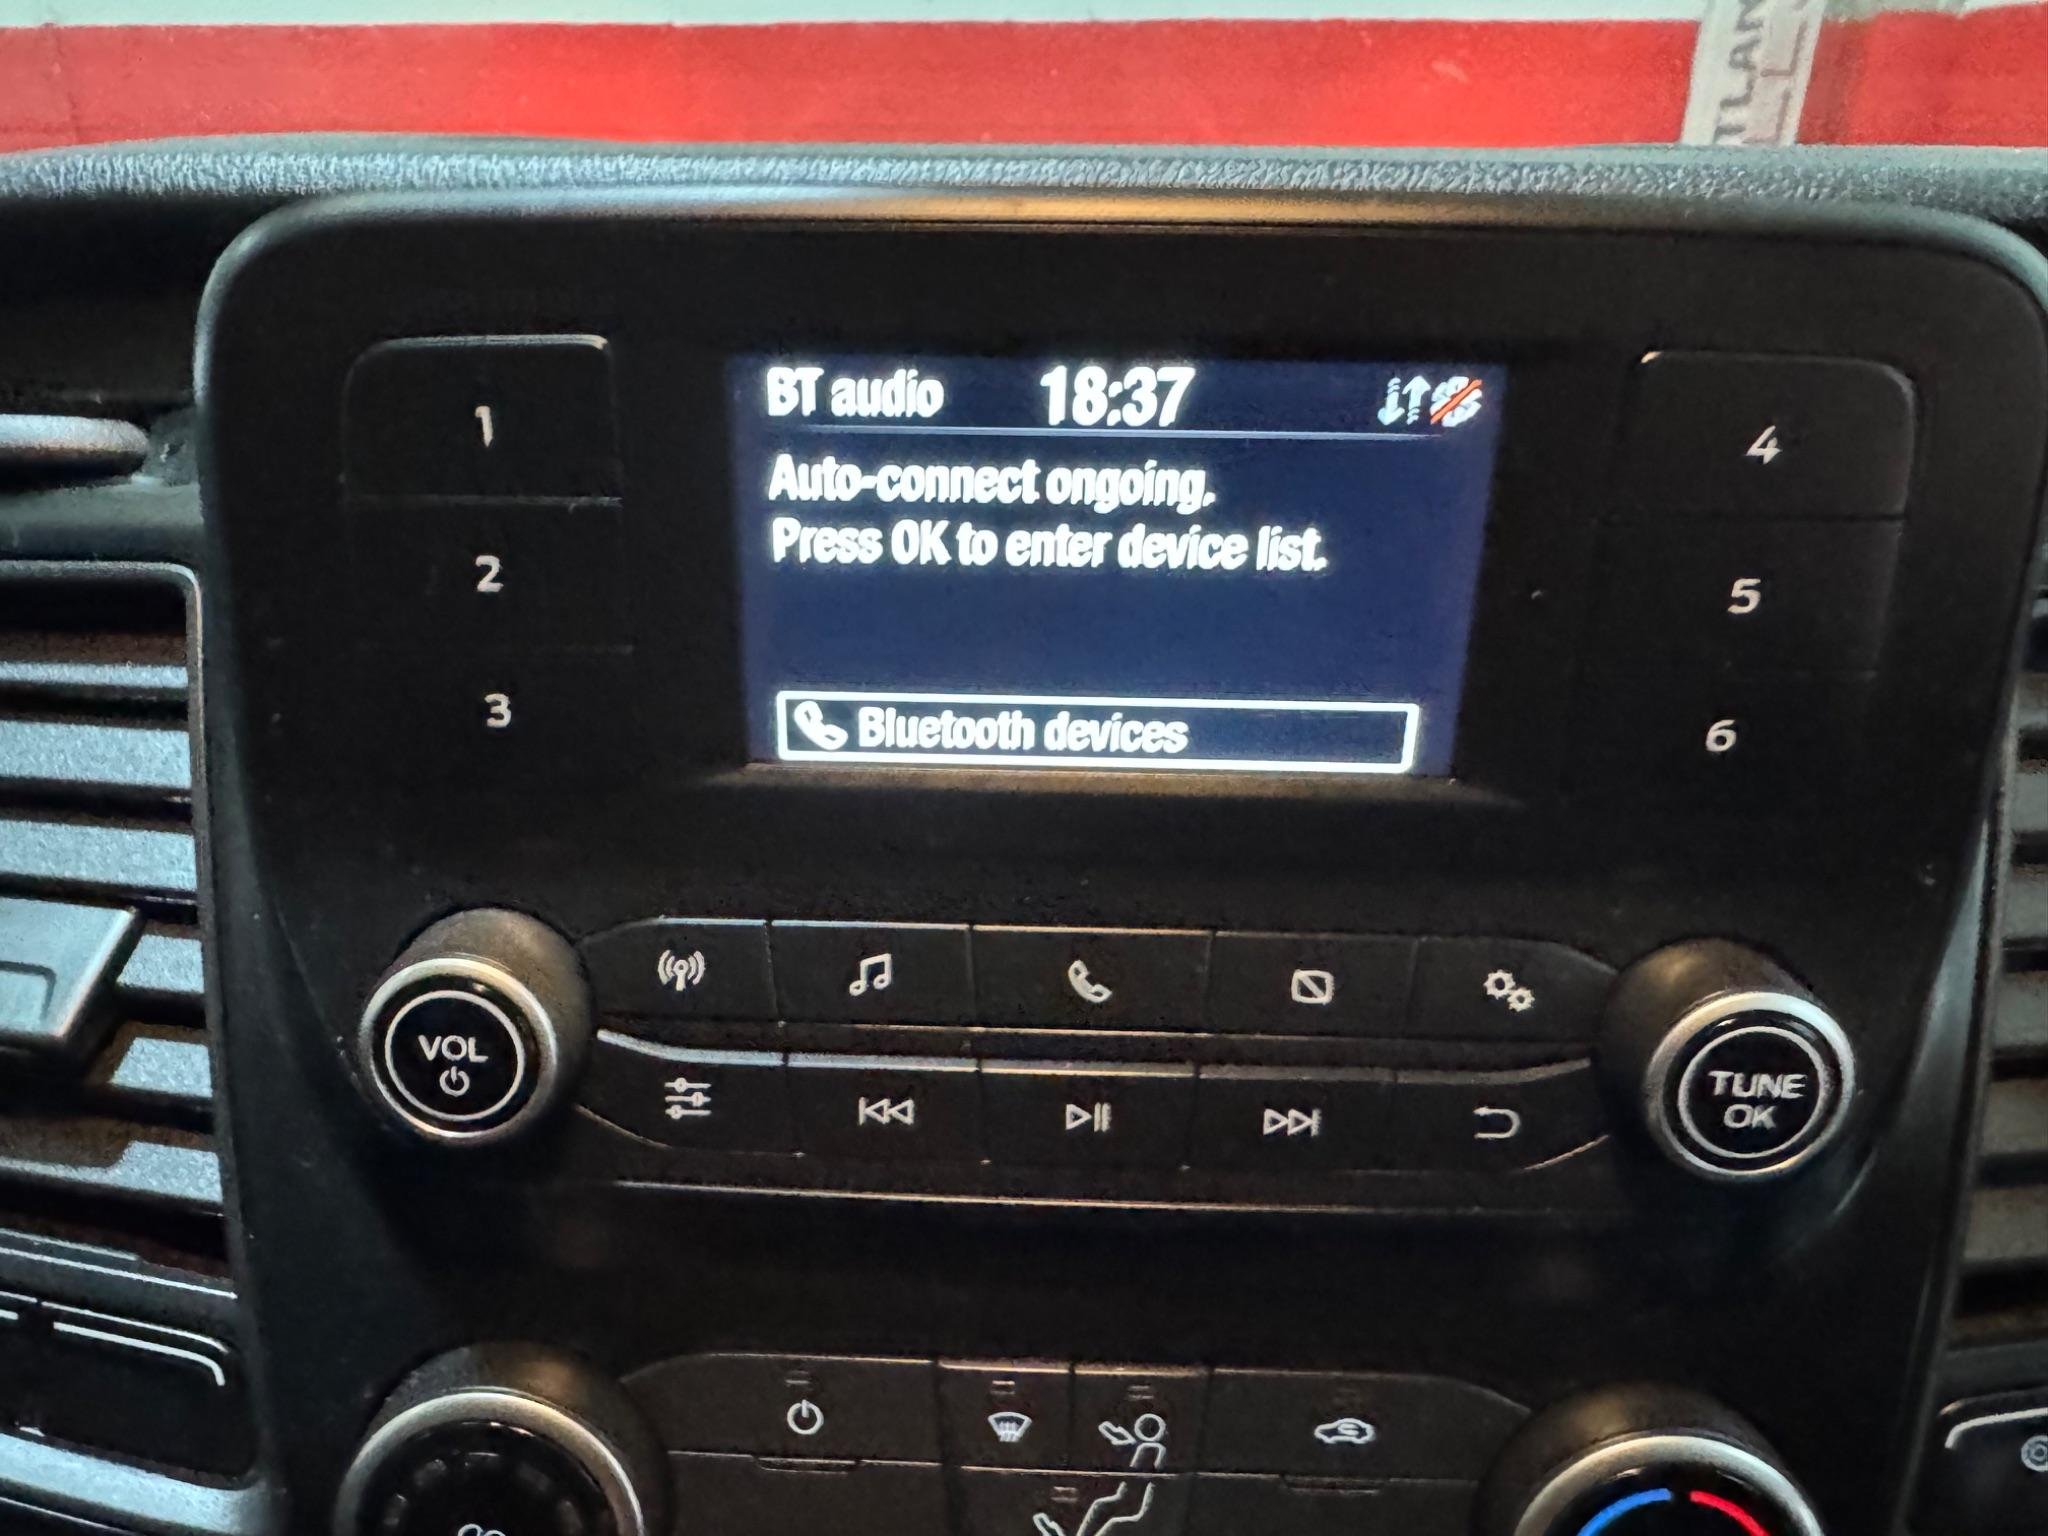 TLAN
BT audio 18:37
Auto-connect ongoing.
Press OK to enter device list.
Bluetooth devices
1
2
3
4
5
6
VOL
TUNE
OK